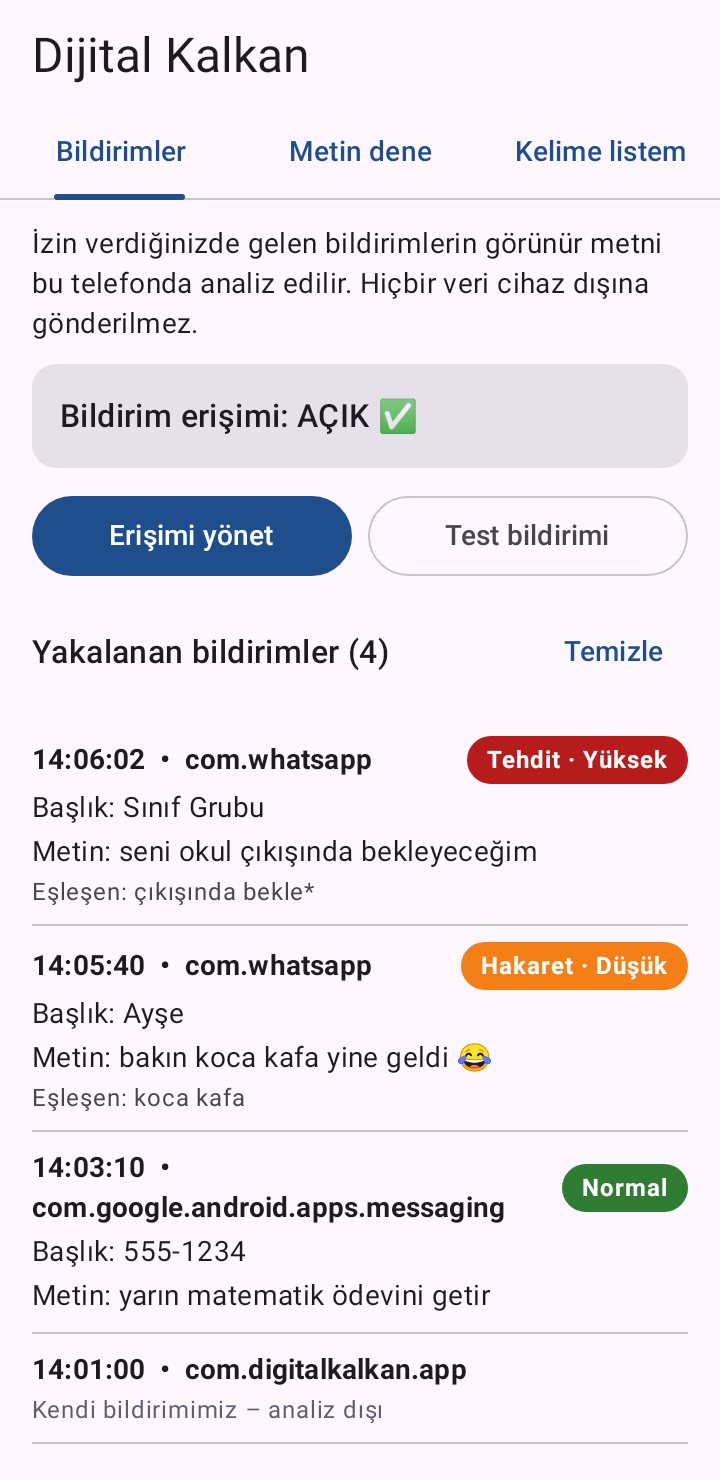 Dijital Kalkan
Bildirimler Metin dene Kelime listem
İzin verdiğinizde gelen bildirimlerin görünür metni
bu telefonda analiz edilir. Hiçbir veri cihaz dışına
gönderilmez.
Bildirim erişimi: AÇIK ✅
Erişimi yönet Test bildirimi
Yakalanan bildirimler (4) Temizle
14:06:02 • com.whatsapp Tehdit · Yüksek
Başlık: Sınıf Grubu
Metin: seni okul çıkışında bekleyeceğim
Eşleşen: çıkışında bekle*
14:05:40 • com.whatsapp Hakaret · Düşük
Başlık: Ayşe
Metin: bakın koca kafa yine geldi 😂
Eşleşen: koca kafa
14:03:10 •
com.google.android.apps.messaging Normal
Başlık: 555-1234
Metin: yarın matematik ödevini getir
14:01:00 • com.digitalkalkan.app
Kendi bildirimimiz – analiz dışı